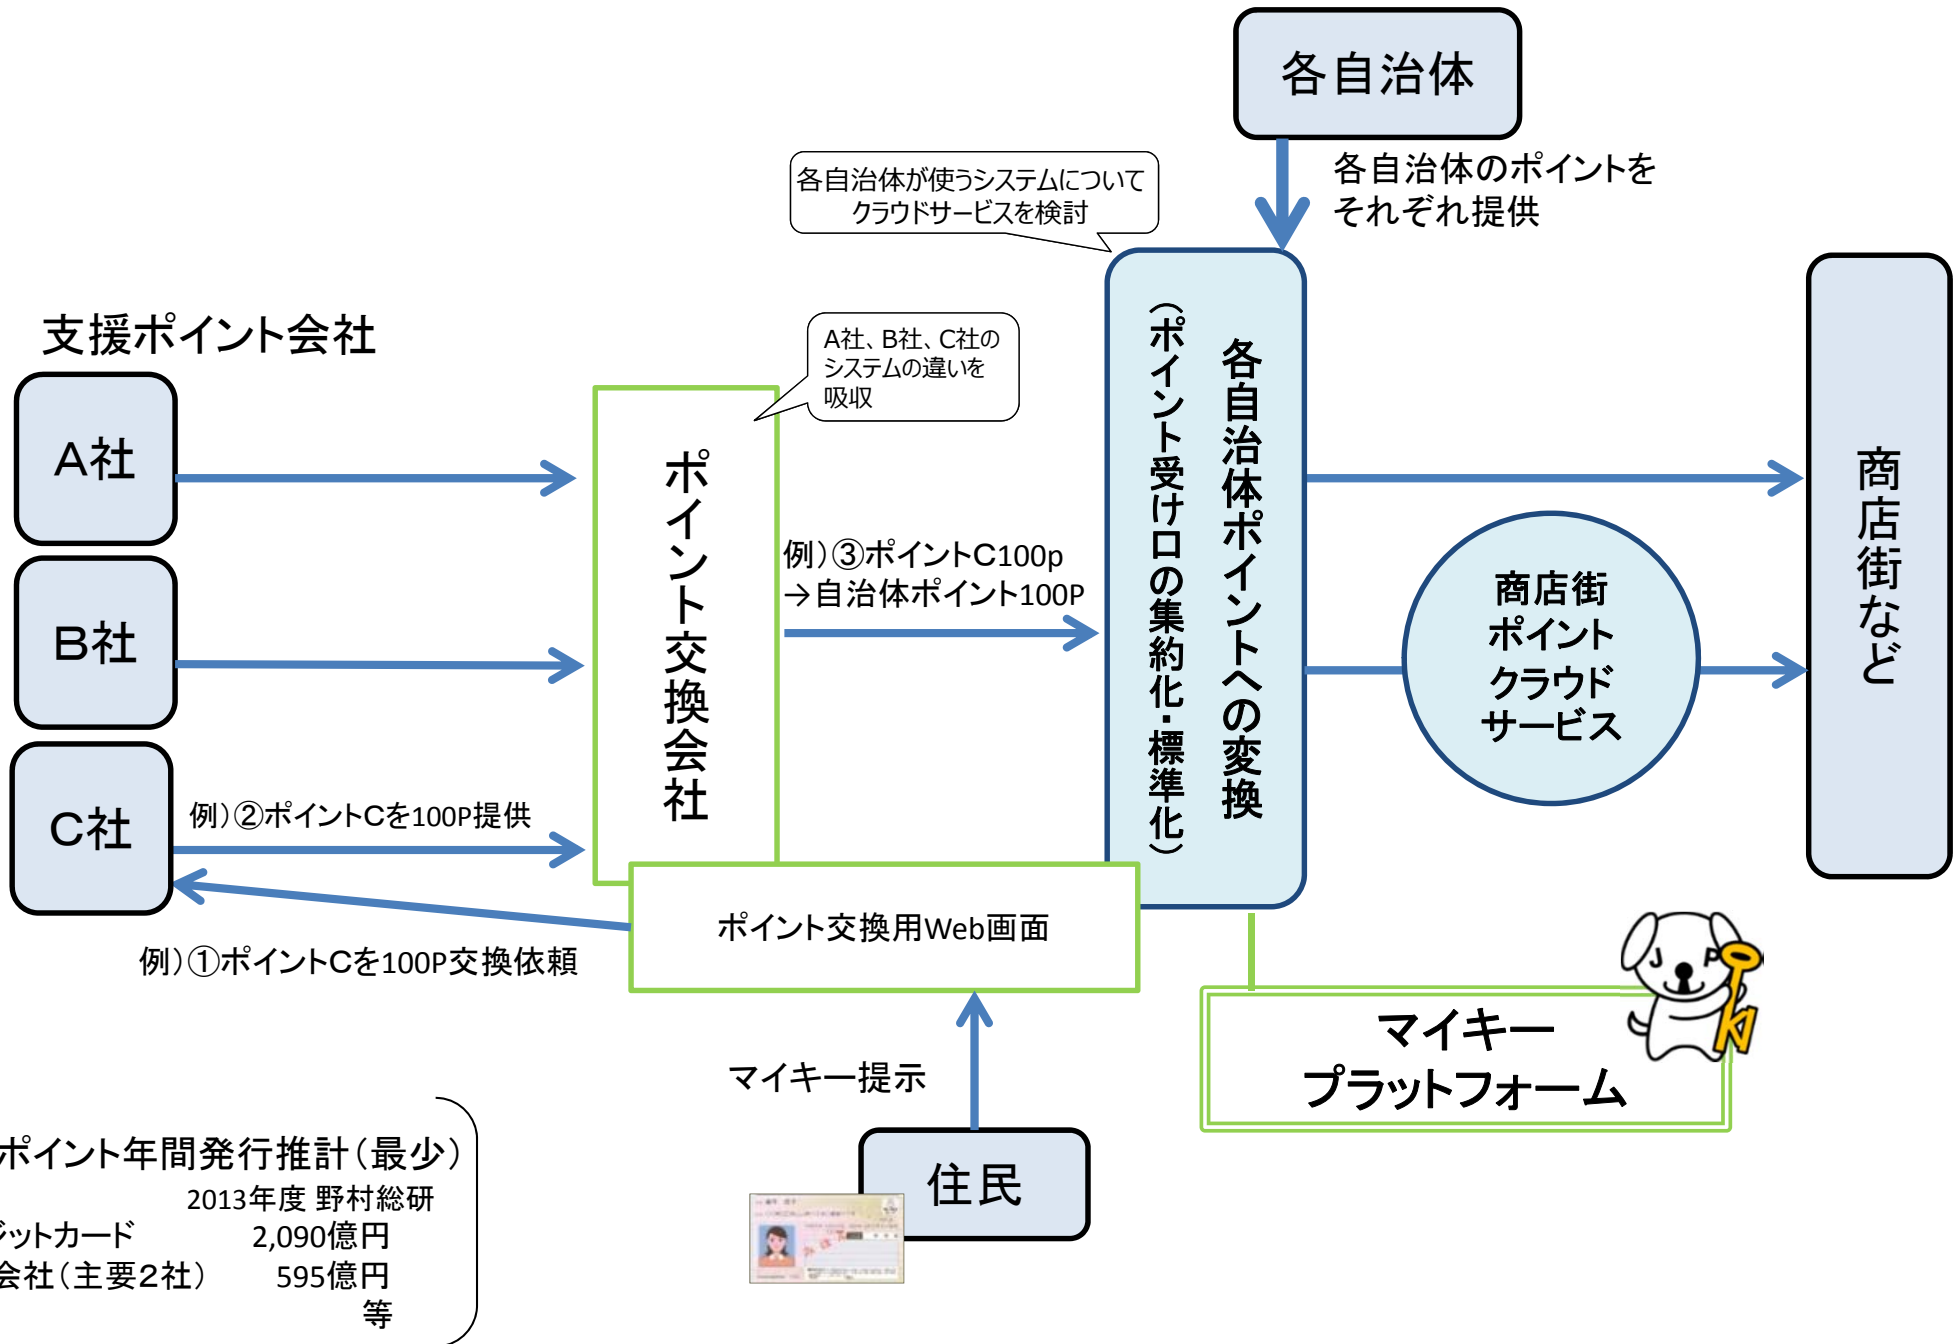 各自治体
各自治体のポイントを
それぞれ提供
各自治体が使うシステムについて
クラウドサービスを検討
支援ポイント会社
A社、B社、C社の
システムの違いを
吸収
A社
B社
C社
ポイント交換会社
例）③ポイントC100p
→自治体ポイント100P
各自治体ポイントへの変換
（ポイント受け口の集約化・標準化）
商店街
ポイント
クラウド
サービス
商店街など
例）②ポイントCを100P提供
例）①ポイントCを100P交換依頼
ポイント交換用Web画面
マイキー提示
住民
マイキー
プラットフォーム
J P
ポイント年間発行推計（最少）
2013年度 野村総研
ジットカード 2,090億円
会社（主要2社） 595億円
等